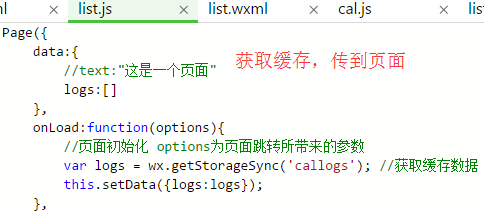 ml list.js × list.wxml cal.js list
Page({
data:{
//text:"这是一个页面"
获取缓存，传到页面
logs:[]
},
onLoad:function(options){
//页面初始化 options为页面跳转所带来的参数
var logs = wx.getStorageSync('callogs'); //获取缓存数据
this.setData({logs:logs});
},